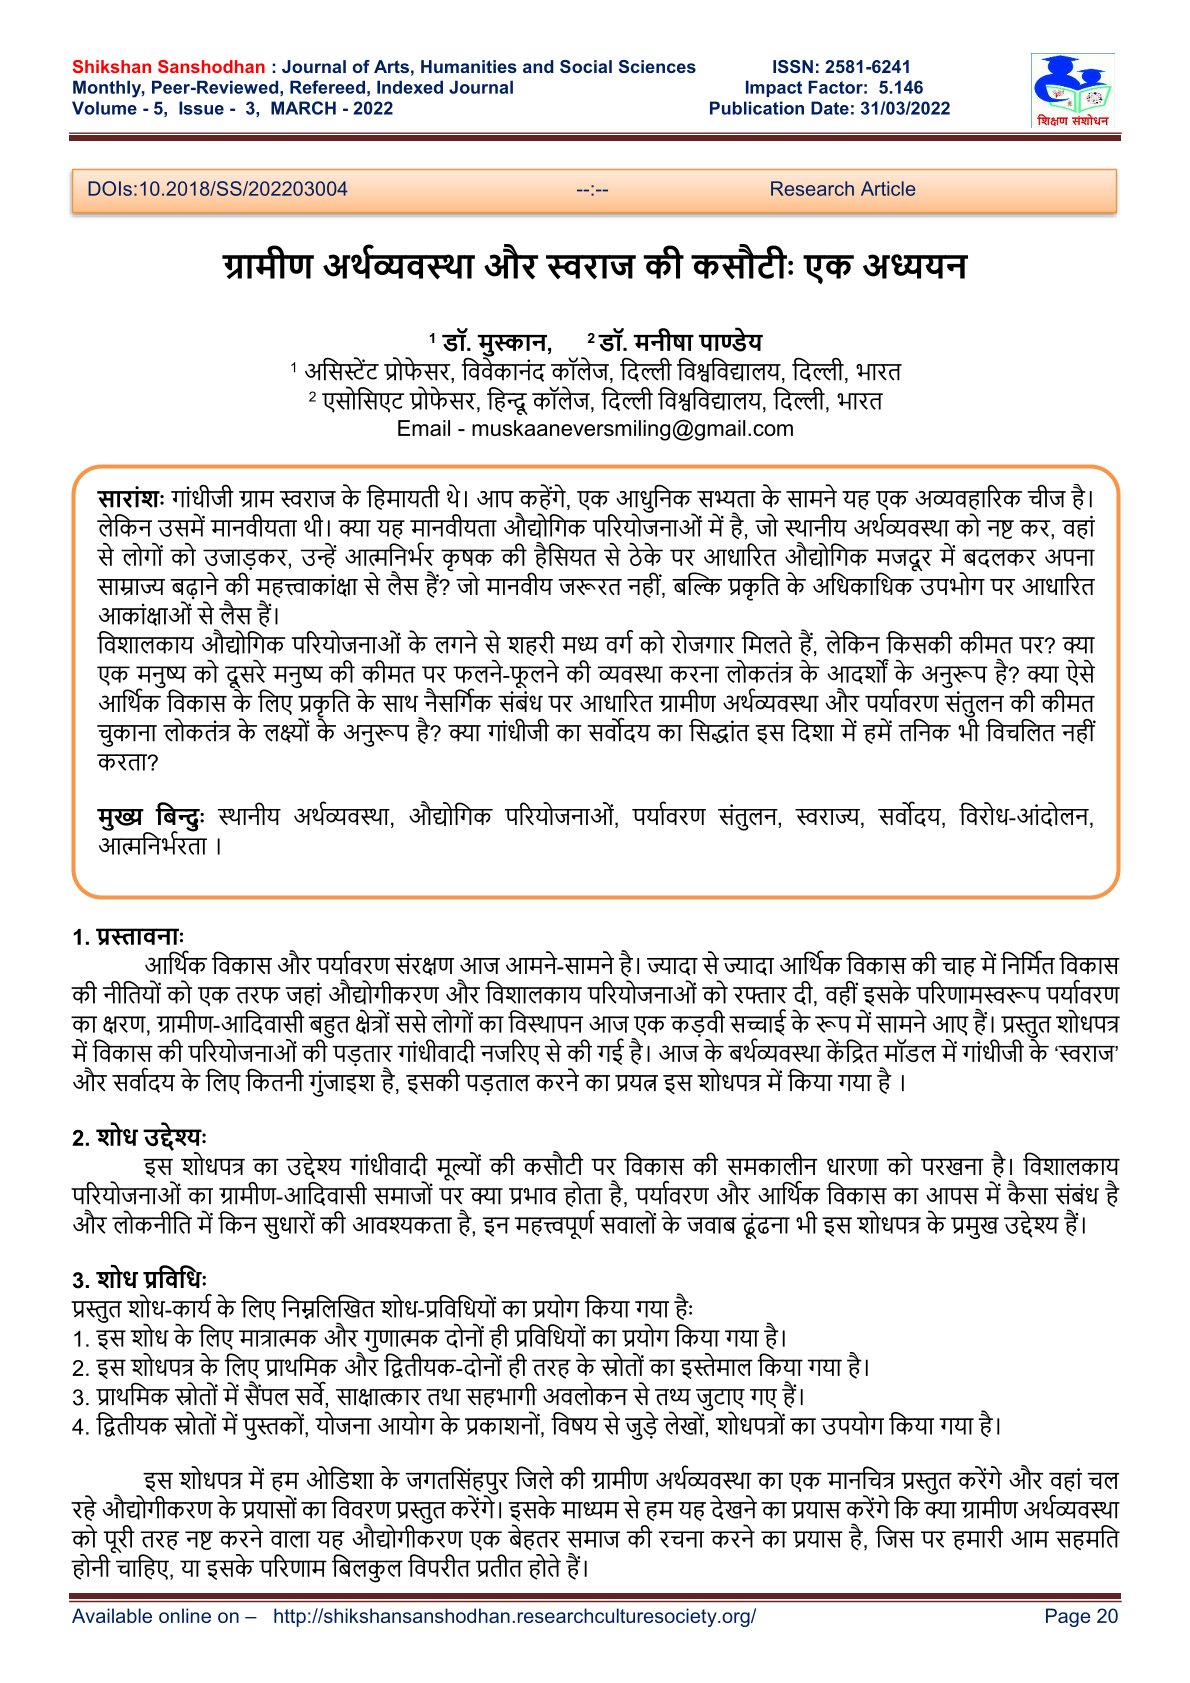 Shikshan Sanshodhan : Journal of Arts, Humanities and Social Sciences ISSN: 2581-6241
Monthly, Peer-Reviewed, Refereed, Indexed Journal Impact Factor: 5.146
Volume - 5, Issue - 3, MARCH - 2022 Publication Date: 31/03/2022
शिक्षण संशोधन
DOIs:10.2018/SS/202203004 --:-- Research Article
ग्रामीण अर्थव्यवस्था और स्वराज की कसौटीः एक अध्ययन
1 डॉ. मुस्कान, 2 डॉ. मनीषा पाण्डेय
1 असिस्टेंट प्रोफेसर, विवेकानंद कॉलेज, दिल्ली विश्वविद्यालय, दिल्ली, भारत
2 एसोसिएट प्रोफेसर, हिन्दू कॉलेज, दिल्ली विश्वविद्यालय, दिल्ली, भारत
Email - muskaaneversmiling@gmail.com
सारांशः गांधीजी ग्राम स्वराज के हिमायती थे। आप कहेंगे, एक आधुनिक सभ्यता के सामने यह एक अव्यवहारिक चीज है।
लेकिन उसमें मानवीयता थी। क्या यह मानवीयता औद्योगिक परियोजनाओं में है, जो स्थानीय अर्थव्यवस्था को नष्ट कर, वहां
से लोगों को उजाड़कर, उन्हें आत्मनिर्भर कृषक की हैसियत से ठेके पर आधारित औद्योगिक मजदूर में बदलकर अपना
साम्राज्य बढ़ाने की महत्त्वाकांक्षा से लैस हैं? जो मानवीय जरूरत नहीं, बल्कि प्रकृति के अधिकाधिक उपभोग पर आधारित
आकांक्षाओं से लैस हैं।
विशालकाय औद्योगिक परियोजनाओं के लगने से शहरी मध्य वर्ग को रोजगार मिलते हैं, लेकिन किसकी कीमत पर? क्या
एक मनुष्य को दूसरे मनुष्य की कीमत पर फलने-फूलने की व्यवस्था करना लोकतंत्र के आदर्शों के अनुरूप है? क्या ऐसे
आर्थिक विकास के लिए प्रकृति के साथ नैसर्गिक संबंध पर आधारित ग्रामीण अर्थव्यवस्था और पर्यावरण संतुलन की कीमत
चुकाना लोकतंत्र के लक्ष्यों के अनुरूप है? क्या गांधीजी का सर्वोदय का सिद्धांत इस दिशा में हमें तनिक भी विचलित नहीं
करता?
मुख्य बिन्दुः स्थानीय अर्थव्यवस्था, औद्योगिक परियोजनाओं, पर्यावरण संतुलन, स्वराज्य, सर्वोदय, विरोध-आंदोलन,
आत्मनिर्भरता ।
1. प्रस्तावनाः
आर्थिक विकास और पर्यावरण संरक्षण आज आमने-सामने है। ज्यादा से ज्यादा आर्थिक विकास की चाह में निर्मित विकास
की नीतियों को एक तरफ जहां औद्योगीकरण और विशालकाय परियोजनाओं को रफ्तार दी, वहीं इसके परिणामस्वरूप पर्यावरण
का क्षरण, ग्रामीण-आदिवासी बहुत क्षेत्रों ससे लोगों का विस्थापन आज एक कड़वी सच्चाई के रूप में सामने आए हैं। प्रस्तुत शोधपत्र
में विकास की परियोजनाओं की पड़तार गांधीवादी नजरिए से की गई है। आज के बर्थव्यवस्था केंद्रित मॉडल में गांधीजी के ‘स्वराज’
और सर्वादय के लिए कितनी गुंजाइश है, इसकी पड़ताल करने का प्रयत्न इस शोधपत्र में किया गया है ।
2. शोध उद्देश्यः
इस शोधपत्र का उद्देश्य गांधीवादी मूल्यों की कसौटी पर विकास की समकालीन धारणा को परखना है। विशालकाय
परियोजनाओं का ग्रामीण-आदिवासी समाजों पर क्या प्रभाव होता है, पर्यावरण और आर्थिक विकास का आपस में कैसा संबंध है
और लोकनीति में किन सुधारों की आवश्यकता है, इन महत्त्वपूर्ण सवालों के जवाब ढूंढना भी इस शोधपत्र के प्रमुख उद्देश्य हैं।
3. शोध प्रविधिः
प्रस्तुत शोध-कार्य के लिए निम्नलिखित शोध-प्रविधियों का प्रयोग किया गया हैः
1. इस शोध के लिए मात्रात्मक और गुणात्मक दोनों ही प्रविधियों का प्रयोग किया गया है।
2. इस शोधपत्र के लिए प्राथमिक और द्वितीयक-दोनों ही तरह के स्रोतों का इस्तेमाल किया गया है।
3. प्राथमिक स्रोतों में सैंपल सर्वे, साक्षात्कार तथा सहभागी अवलोकन से तथ्य जुटाए गए हैं।
4. द्वितीयक स्रोतों में पुस्तकों, योजना आयोग के प्रकाशनों, विषय से जुड़े लेखों, शोधपत्रों का उपयोग किया गया है।
इस शोधपत्र में हम ओडिशा के जगतसिंहपुर जिले की ग्रामीण अर्थव्यवस्था का एक मानचित्र प्रस्तुत करेंगे और वहां चल
रहे औद्योगीकरण के प्रयासों का विवरण प्रस्तुत करेंगे। इसके माध्यम से हम यह देखने का प्रयास करेंगे कि क्या ग्रामीण अर्थव्यवस्था
को पूरी तरह नष्ट करने वाला यह औद्योगीकरण एक बेहतर समाज की रचना करने का प्रयास है, जिस पर हमारी आम सहमति
होनी चाहिए, या इसके परिणाम बिलकुल विपरीत प्रतीत होते हैं।
Available online on – http://shikshansanshodhan.researchculturesociety.org/ Page 20